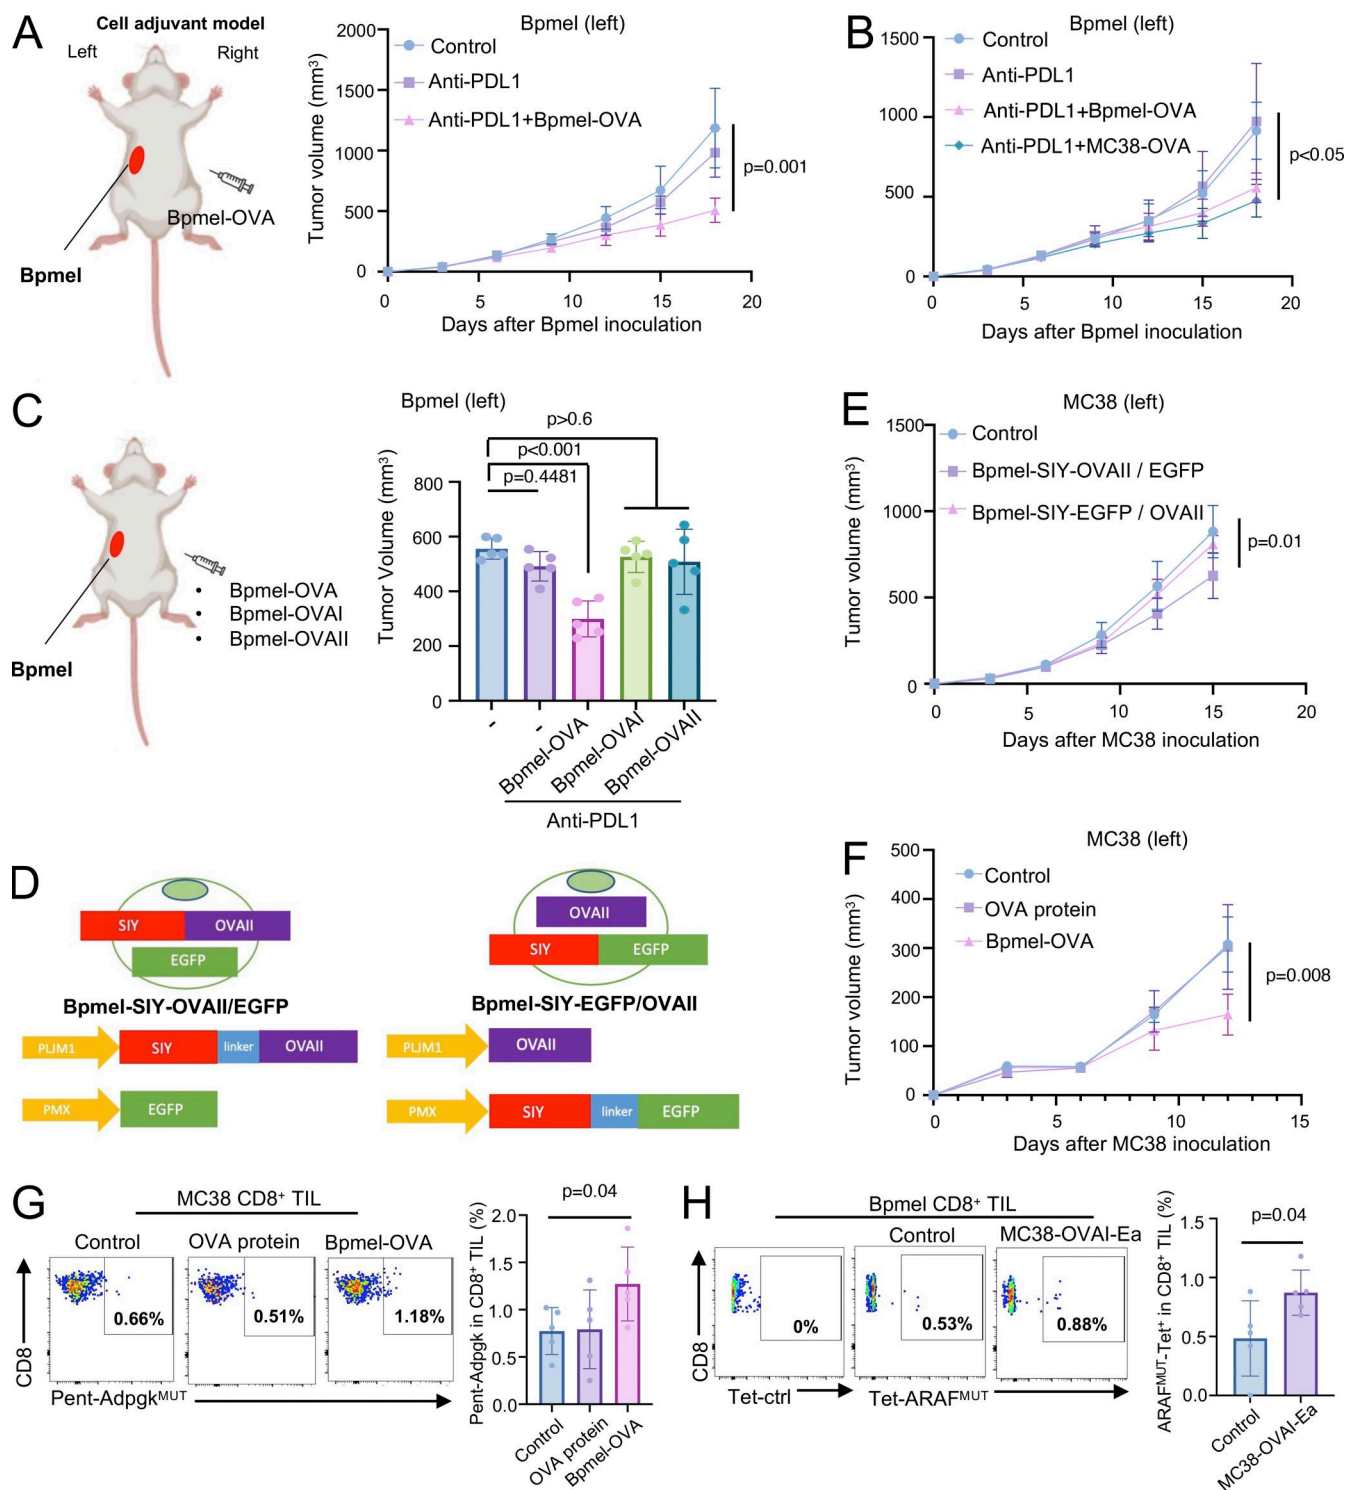 A
Cell adjuvant model
Left
Right
Bpmel-OVA
Bpmel
Bpmel (left)
Control
Anti-PDL1
Anti-PDL1+Bpmel-OVA
Tumor volume (mm³)
2000
1500
1000
500
0
p=0.001
0 5 10 15 20
Days after Bpmel inoculation
B
Bpmel (left)
Control
Anti-PDL1
Anti-PDL1+Bpmel-OVA
Anti-PDL1+MC38-OVA
Tumor volume (mm³)
1500
1000
500
0
p<0.05
0 5 10 15 20
Days after Bpmel inoculation
C
• Bpmel-OVA
• Bpmel-OVAI
• Bpmel-OVAII
Bpmel
Bpmel (left)
p>0.6
p<0.001
p=0.4481
Tumor Volume (mm³)
800
600
400
200
0
-
-
Bpmel-OVA
Bpmel-OVAI
Bpmel-OVAII
Anti-PDL1
E
MC38 (left)
Control
Bpmel-SIY-OVAII / EGFP
Bpmel-SIY-EGFP / OVAII
Tumor volume (mm³)
1500
1000
500
0
p=0.01
0 5 10 15 20
Days after MC38 inoculation
D
SIY OVAII
EGFP
Bpmel-SIY-OVAII/EGFP
PLJM1 SIY linker OVAII
PMX EGFP
OVAII
SIY EGFP
Bpmel-SIY-EGFP/OVAII
PLJM1 OVAII
PMX SIY linker EGFP
F
MC38 (left)
Control
OVA protein
Bpmel-OVA
Tumor volume (mm³)
500
400
300
200
100
0
p=0.008
0 5 10 15
Days after MC38 inoculation
G
MC38 CD8⁺ TIL
Control OVA protein Bpmel-OVA
0.66% 0.51% 1.18%
CD8
Pent-Adpgkᴹᵁᵀ
Pent-Adpgk in CD8⁺ TIL (%)
p=0.04
2.0
1.5
1.0
0.5
0.0
Control
OVA protein
Bpmel-OVA
H
Bpmel CD8⁺ TIL
Control MC38-OVAI-Ea
0% 0.53% 0.88%
CD8
Tet-ctrl Tet-ARAFᴹᵁᵀ
ARAFᴹᵁᵀ-Tet⁺ in CD8⁺ TIL (%)
p=0.04
1.5
1.0
0.5
0.0
Control
MC38-OVAI-Ea